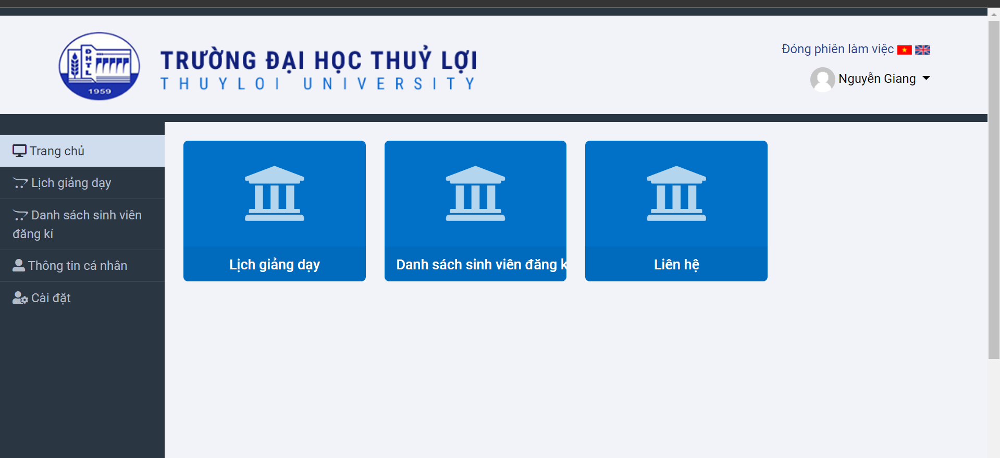 ĐHTL
1959
TRƯỜNG ĐẠI HỌC THUỶ LỢI
THUYLOI UNIVERSITY
Đóng phiên làm việc
Nguyễn Giang
Trang chủ
Lịch giảng dạy
Danh sách sinh viên
đăng kí
Thông tin cá nhân
Cài đặt
Lịch giảng dạy
Danh sách sinh viên đăng k
Liên hệ